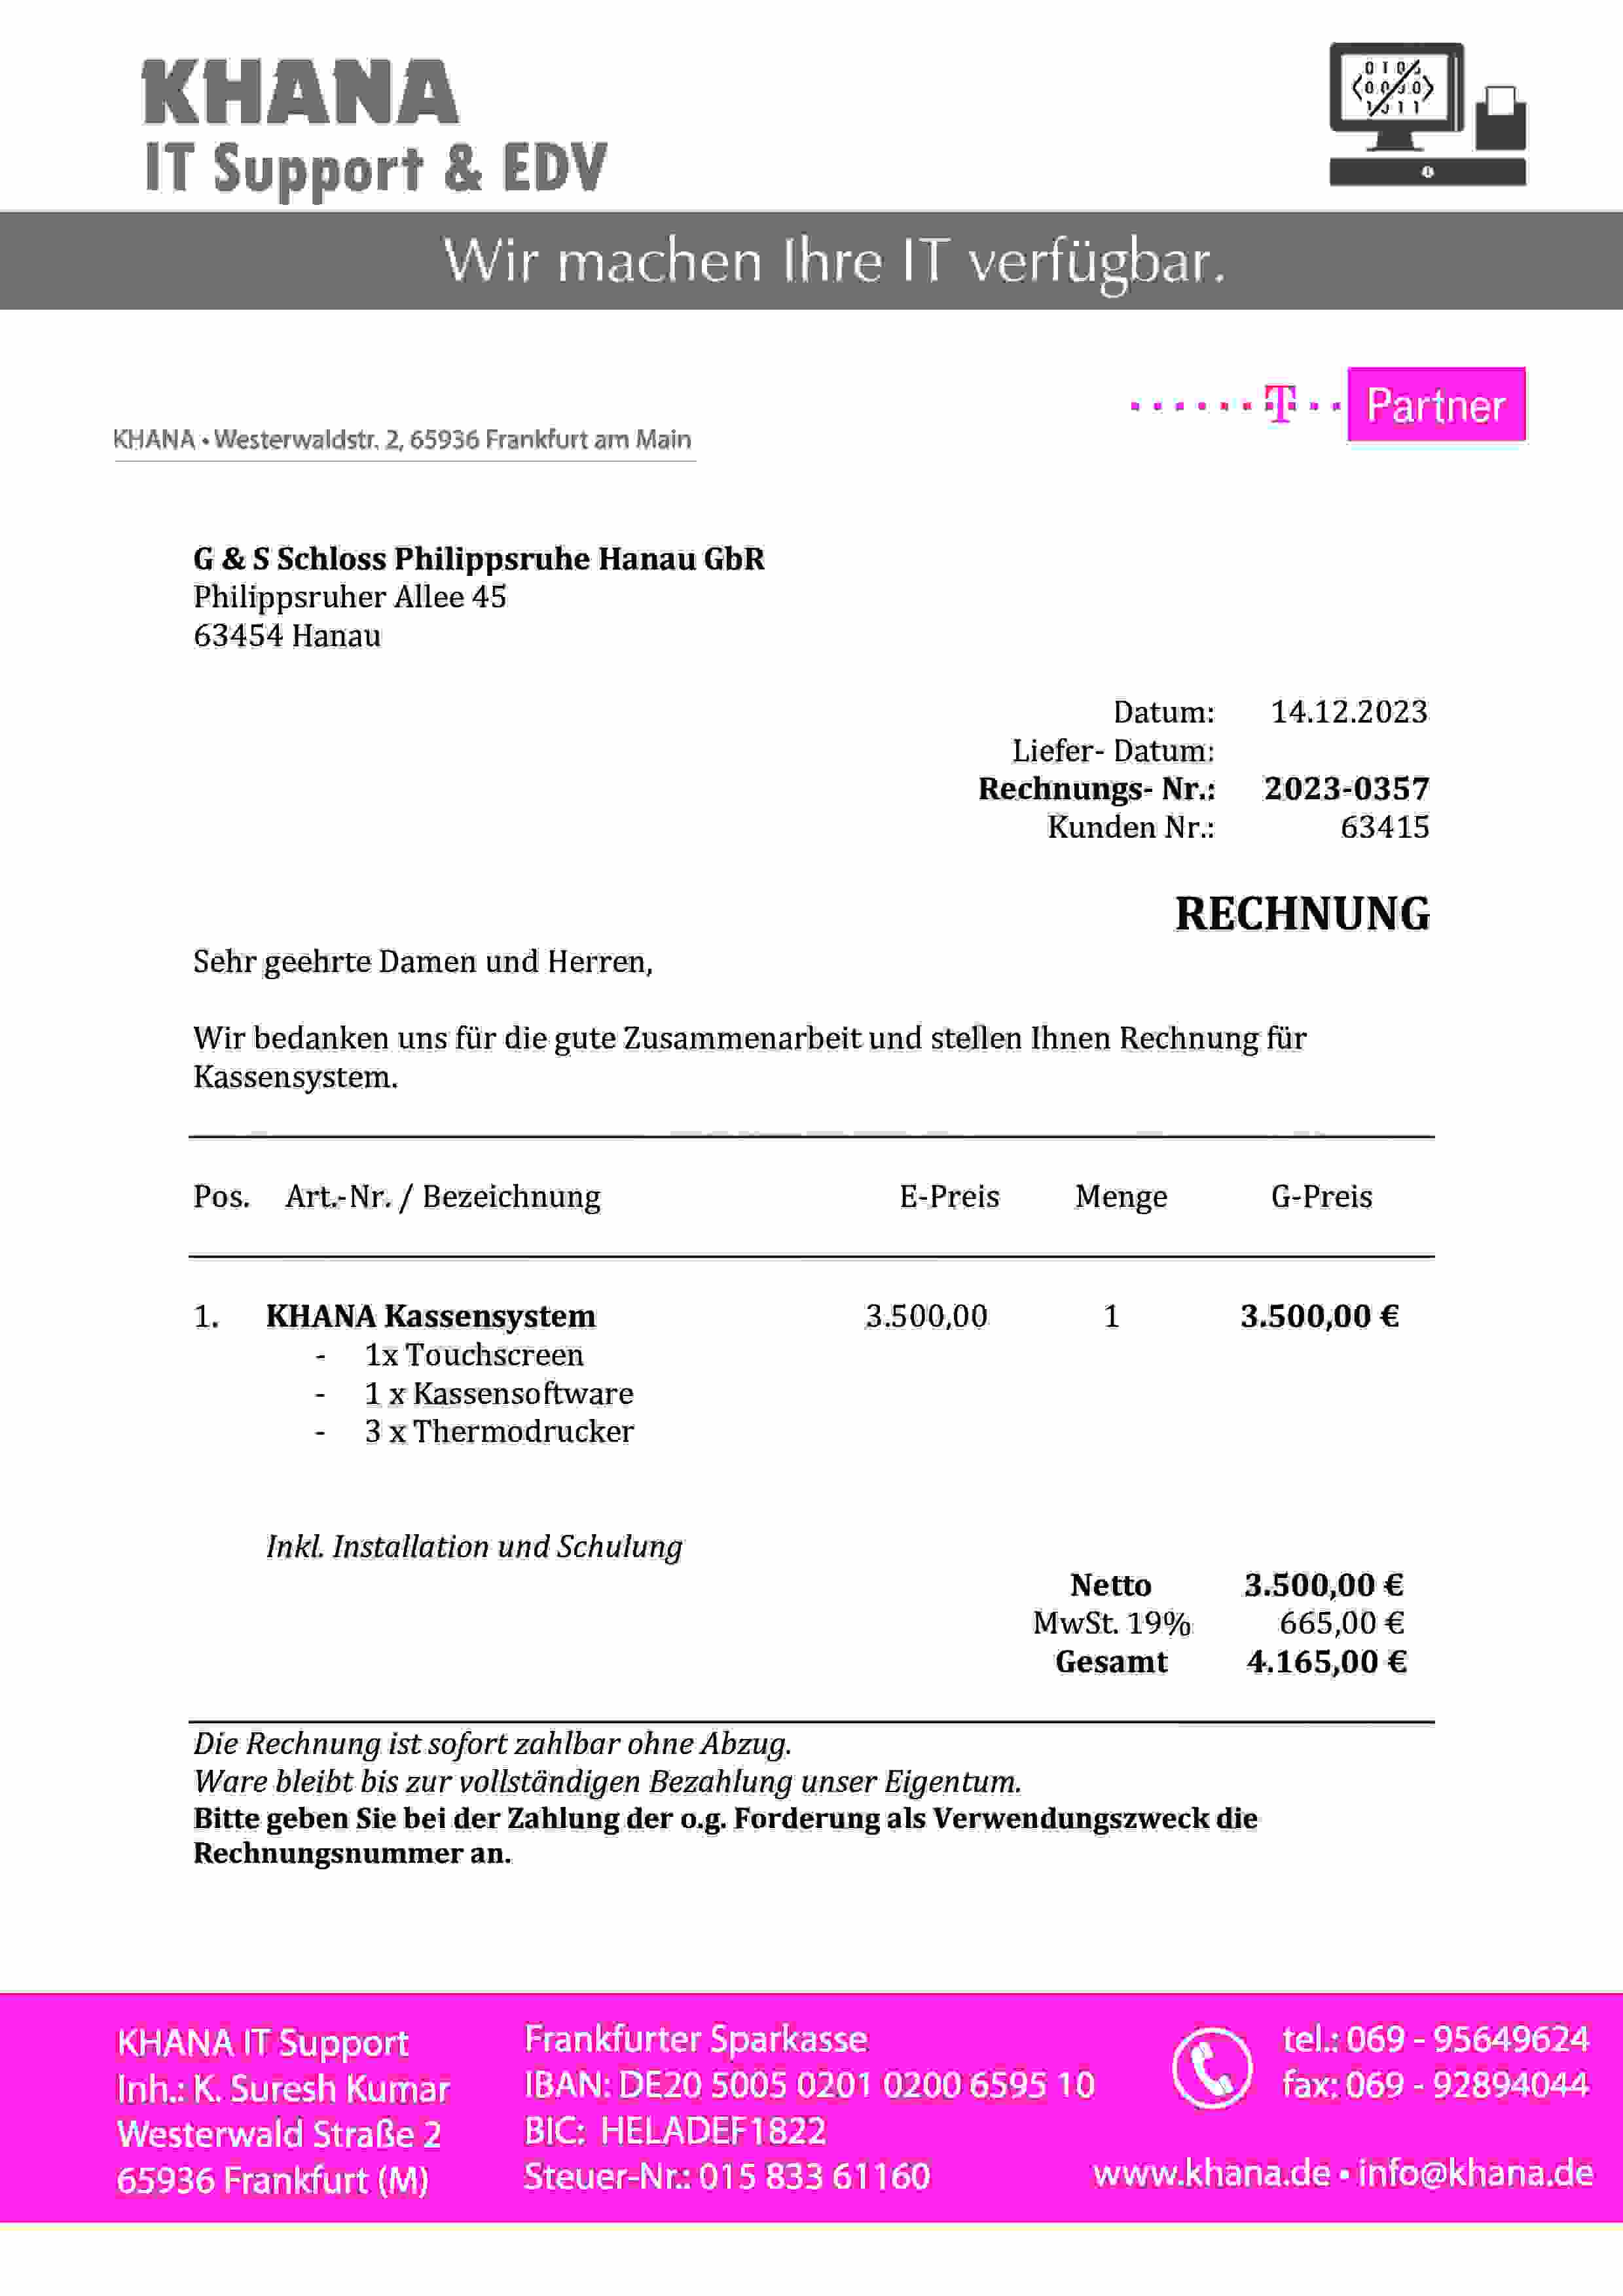 KHANA
IT Support & EDV
Wir machen Ihre IT verfügbar.
T Partner
KHANA • Westerwaldstr. 2, 65936 Frankfurt am Main
G & S Schloss Philippsruhe Hanau GbR
Philippsruher Allee 45
63454 Hanau
Datum: 14.12.2023
Liefer- Datum:
Rechnungs- Nr.: 2023-0357
Kunden Nr.: 63415
RECHNUNG
Sehr geehrte Damen und Herren,
Wir bedanken uns für die gute Zusammenarbeit und stellen Ihnen Rechnung für
Kassensystem.
Pos. Art.-Nr. / Bezeichnung E-Preis Menge G-Preis
1. KHANA Kassensystem 3.500,00 1 3.500,00 €
- 1x Touchscreen
- 1 x Kassensoftware
- 3 x Thermodrucker
Inkl. Installation und Schulung
Netto 3.500,00 €
MwSt. 19% 665,00 €
Gesamt 4.165,00 €
Die Rechnung ist sofort zahlbar ohne Abzug.
Ware bleibt bis zur vollständigen Bezahlung unser Eigentum.
Bitte geben Sie bei der Zahlung der o.g. Forderung als Verwendungszweck die
Rechnungsnummer an.
KHANA IT Support
Inh.: K. Suresh Kumar
Westerwald Straße 2
65936 Frankfurt (M)
Frankfurter Sparkasse
IBAN: DE20 5005 0201 0200 6595 10
BIC: HELADEF1822
Steuer-Nr.: 015 833 61160
tel.: 069 - 95649624
fax: 069 - 92894044
www.khana.de • info@khana.de